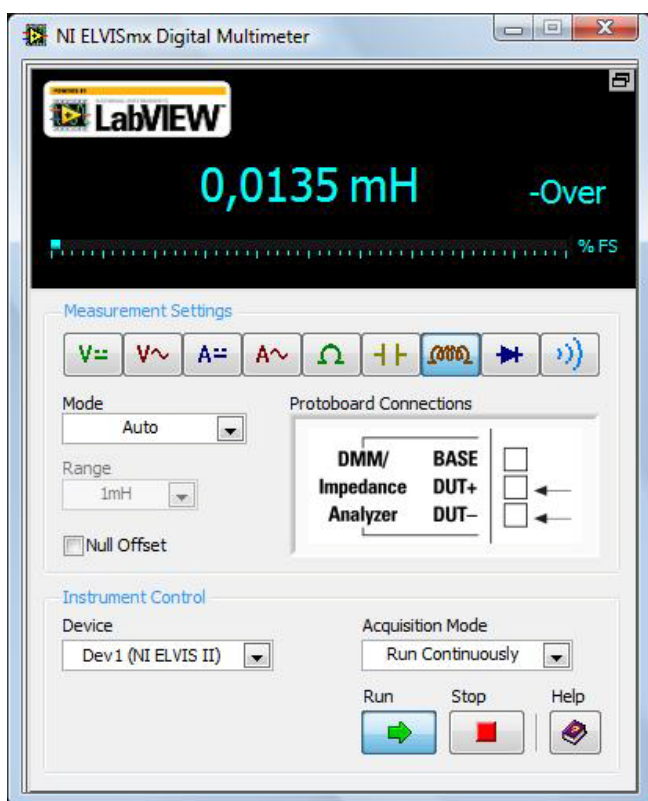 NI ELVISmx Digital Multimeter
POWERED BY
LabVIEW
0,0135 mH
-Over
% FS
Measurement Settings
V
V
A
A
Ω
Mode
Auto
Range
1mH
Null Offset
Protoboard Connections
DMM/ BASE
Impedance DUT+
Analyzer DUT–
Instrument Control
Device
Dev1 (NI ELVIS II)
Acquisition Mode
Run Continuously
Run Stop Help